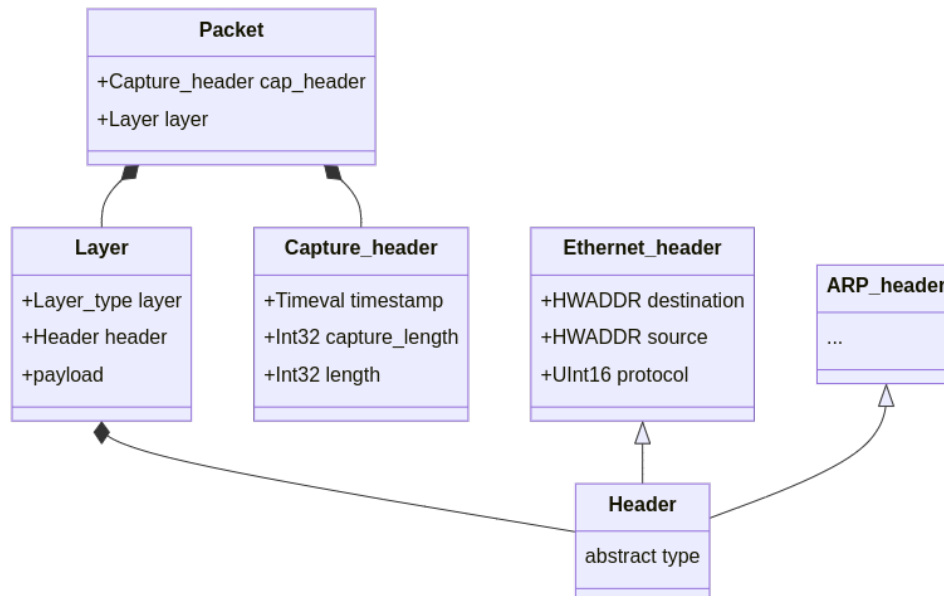 Packet
+Capture_header cap_header
+Layer layer
Layer
+Layer_type layer
+Header header
+payload
Capture_header
+Timeval timestamp
+Int32 capture_length
+Int32 length
Ethernet_header
+HWADDR destination
+HWADDR source
+UInt16 protocol
ARP_header
...
Header
abstract type